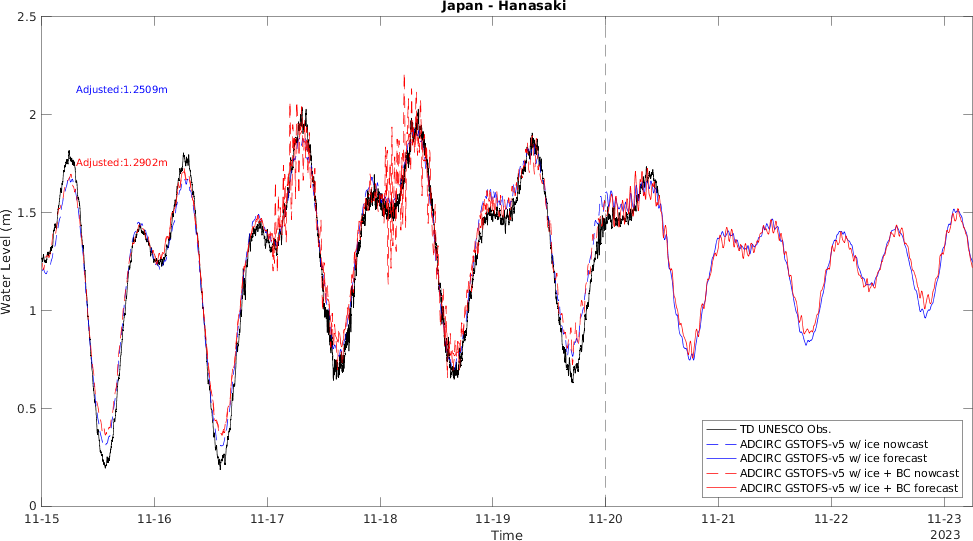 Japan - Hanasaki
2.5
2
1.5
1
0.5
0
Water Level (m)
Adjusted:1.2509m
Adjusted:1.2902m
TD UNESCO Obs.
ADCIRC GSTOFS-v5 w/ ice nowcast
ADCIRC GSTOFS-v5 w/ ice forecast
ADCIRC GSTOFS-v5 w/ ice + BC nowcast
ADCIRC GSTOFS-v5 w/ ice + BC forecast
11-15 11-16 11-17 11-18 11-19 11-20 11-21 11-22 11-23
2023
Time